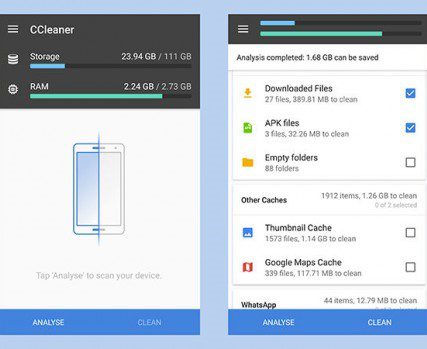 CCleaner
Storage 23.94 GB / 111 GB
RAM 2.24 GB / 2.73 GB
Tap 'Analyse' to scan your device.
ANALYSE CLEAN
Analysis completed: 1.68 GB can be saved
Downloaded Files
27 files, 389.81 MB to clean
APK files
3 files, 32.26 MB to clean
Empty folders
88 folders
Other Caches 1912 items, 1.26 GB to clean
0 of 2 selected
Thumbnail Cache
1573 files, 1.14 GB to clean
Google Maps Cache
339 files, 117.71 MB to clean
WhatsApp 44 items, 12.79 MB to clean
ANALYSE CLEAN